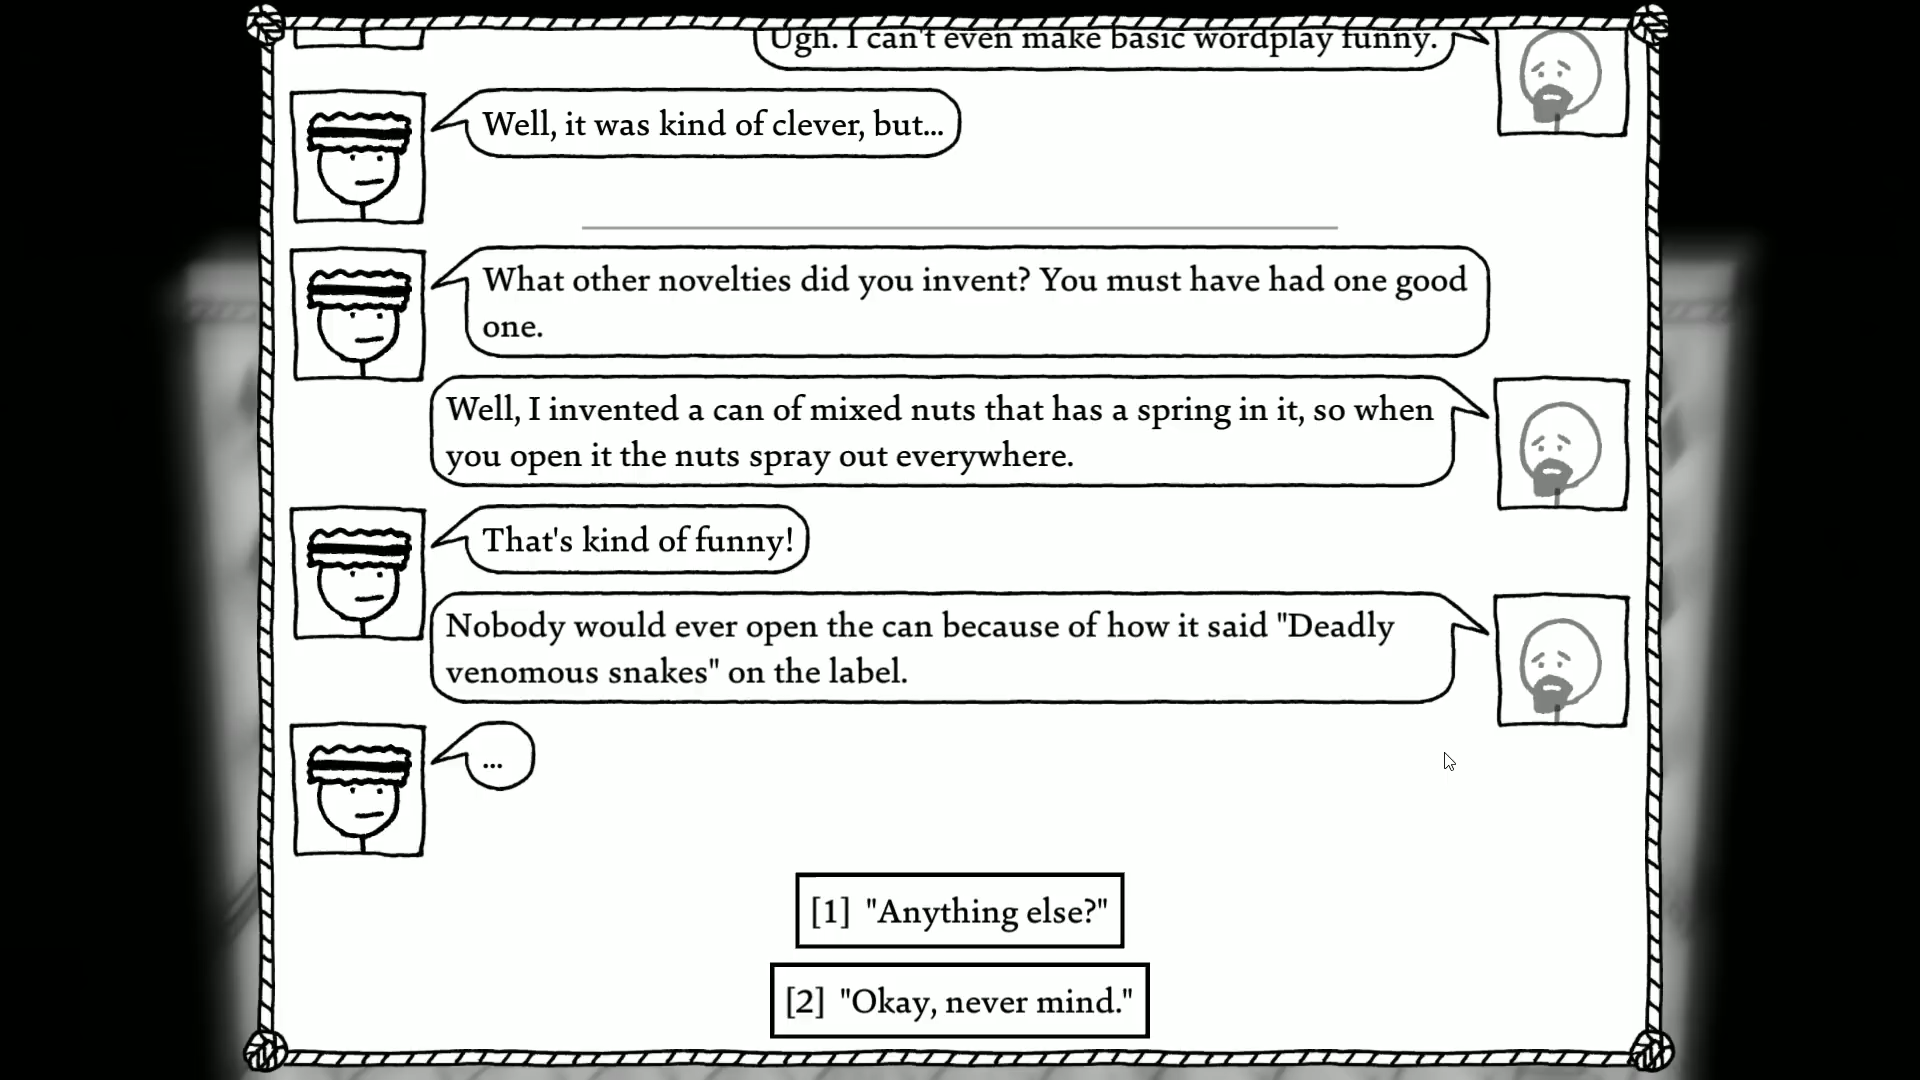 Ugh. I can't even make basic wordplay funny.
Well, it was kind of clever, but...
What other novelties did you invent? You must have had one good
one.
Well, I invented a can of mixed nuts that has a spring in it, so when
you open it the nuts spray out everywhere.
That's kind of funny!
Nobody would ever open the can because of how it said "Deadly
venomous snakes" on the label.
...
[1] "Anything else?"
[2] "Okay, never mind."